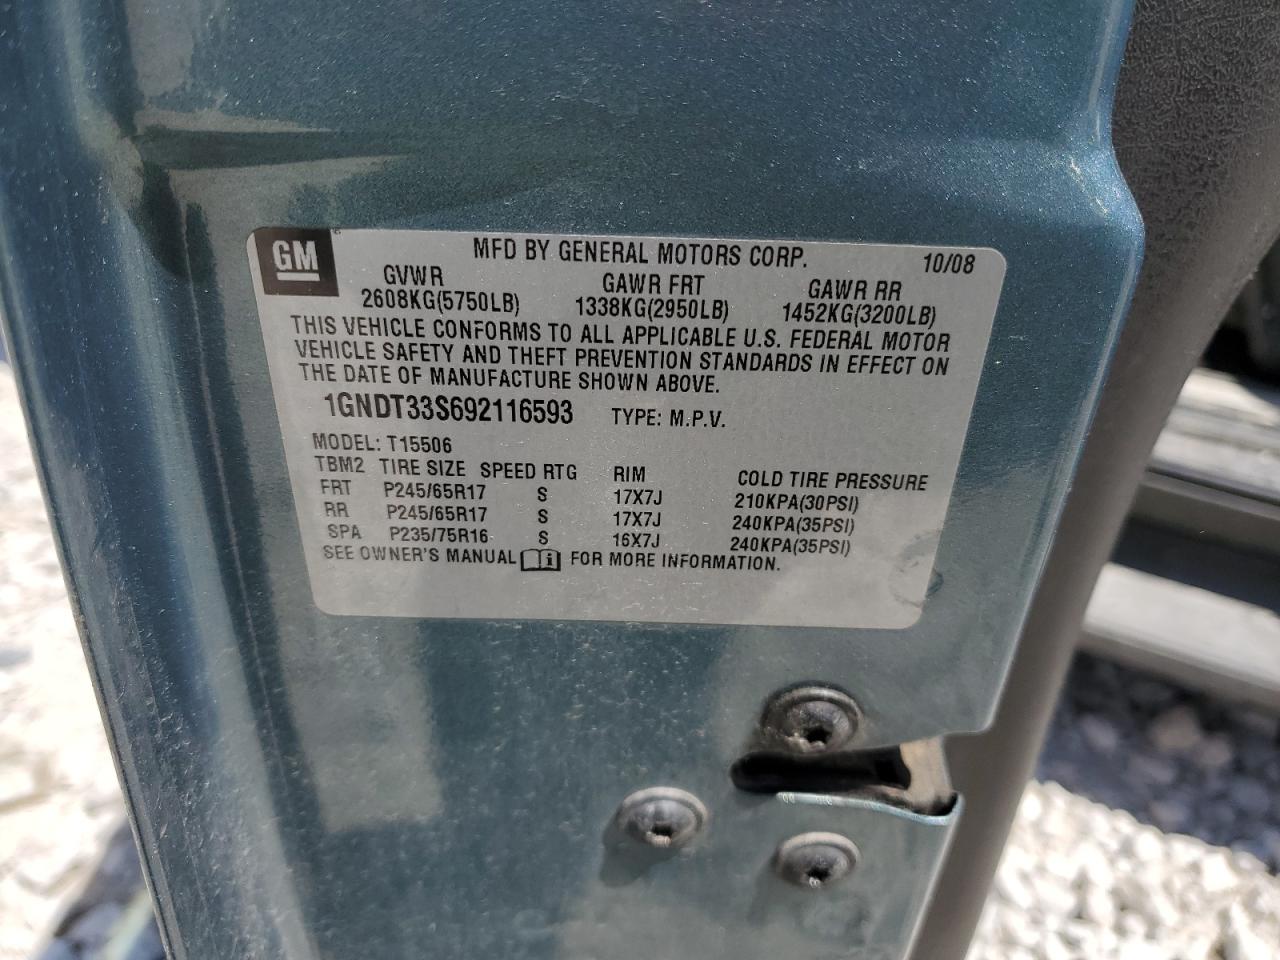 GM
MFD BY GENERAL MOTORS CORP. 10/08
GVWR GAWR FRT GAWR RR
2608KG(5750LB) 1338KG(2950LB) 1452KG(3200LB)
THIS VEHICLE CONFORMS TO ALL APPLICABLE U.S. FEDERAL MOTOR
VEHICLE SAFETY AND THEFT PREVENTION STANDARDS IN EFFECT ON
THE DATE OF MANUFACTURE SHOWN ABOVE.
1GNDT33S692116593 TYPE: M.P.V.
MODEL: T15506
TBM2 TIRE SIZE SPEED RTG RIM COLD TIRE PRESSURE
FRT P245/65R17 S 17X7J 210KPA(30PSI)
RR P245/65R17 S 17X7J 240KPA(35PSI)
SPA P235/75R16 S 16X7J 240KPA(35PSI)
SEE OWNER'S MANUAL i FOR MORE INFORMATION.